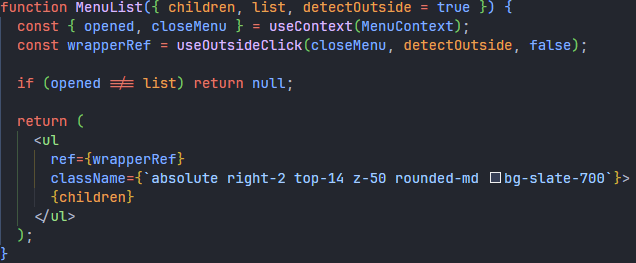 function MenuList({ children, list, detectOutside = true }) {
  const { opened, closeMenu } = useContext(MenuContext);
  const wrapperRef = useOutsideClick(closeMenu, detectOutside, false);

  if (opened !== list) return null;

  return (
    <ul
      ref={wrapperRef}
      className={`absolute right-2 top-14 z-50 rounded-md bg-slate-700`}>
      {children}
    </ul>
  );
}